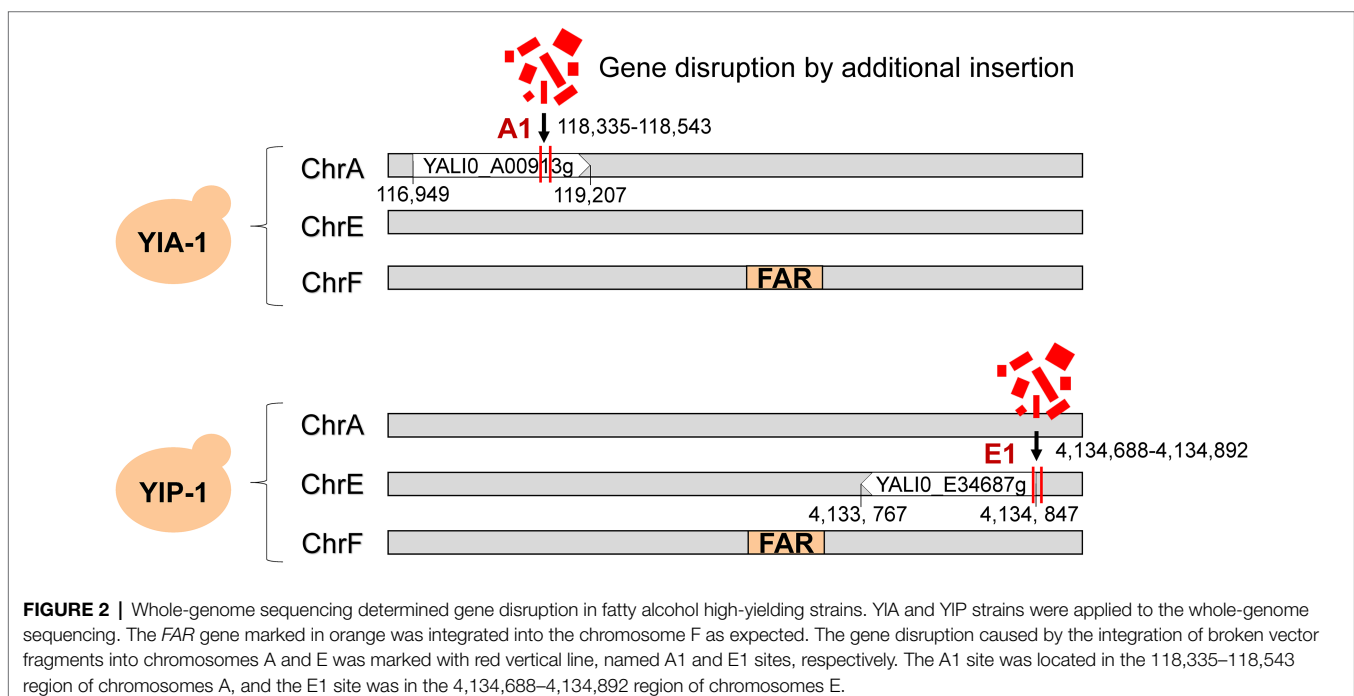 Gene disruption by additional insertion
A1 118,335-118,543
ChrA YALI0_A00913g
116,949 119,207
YIA-1
ChrE
ChrF FAR
ChrA
E1 4,134,688-4,134,892
ChrE YALI0_E34687g
YIP-1
4,133, 767 4,134, 847
ChrF FAR
FIGURE 2 | Whole-genome sequencing determined gene disruption in fatty alcohol high-yielding strains. YIA and YIP strains were applied to the whole-genome
sequencing. The FAR gene marked in orange was integrated into the chromosome F as expected. The gene disruption caused by the integration of broken vector
fragments into chromosomes A and E was marked with red vertical line, named A1 and E1 sites, respectively. The A1 site was located in the 118,335–118,543
region of chromosomes A, and the E1 site was in the 4,134,688–4,134,892 region of chromosomes E.